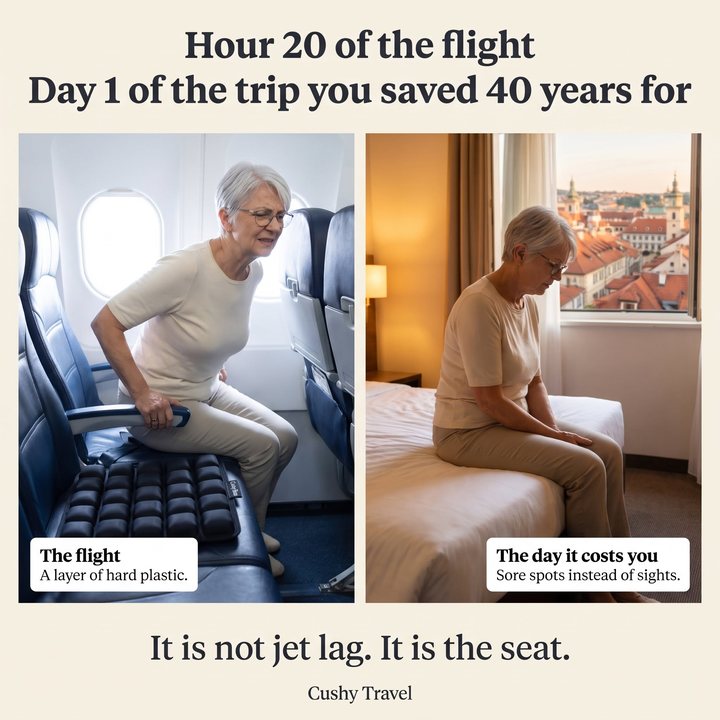 Hour 20 of the flight
Day 1 of the trip you saved 40 years for
The flight
A layer of hard plastic.
The day it costs you
Sore spots instead of sights.
It is not jet lag. It is the seat.
Cushy Travel